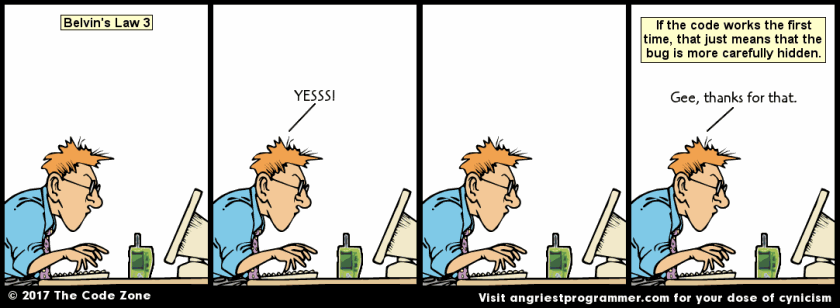 Belvin's Law 3
YESSS!
If the code works the first
time, that just means that the
bug is more carefully hidden.
Gee, thanks for that.
© 2017 The Code Zone
Visit angriestprogrammer.com for your dose of cynicism